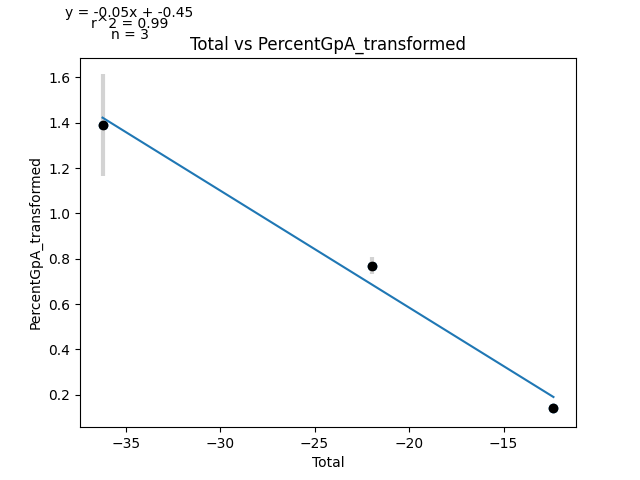 y = -0.05x + -0.45
r^2 = 0.99
n = 3
Total vs PercentGpA_transformed
PercentGpA_transformed
1.6
1.4
1.2
1.0
0.8
0.6
0.4
0.2
−35
−30
−25
−20
−15
Total